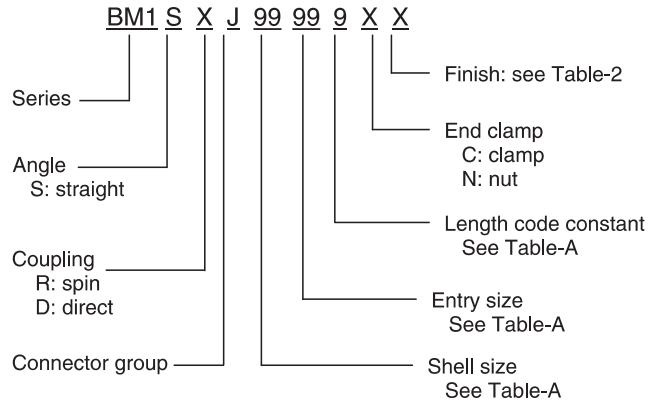 BM1 S X J 99 99 9 X X
Series
Angle
S: straight
Coupling
R: spin
D: direct
Connector group
Finish: see Table-2
End clamp
C: clamp
N: nut
Length code constant
See Table-A
Entry size
See Table-A
Shell size
See Table-A